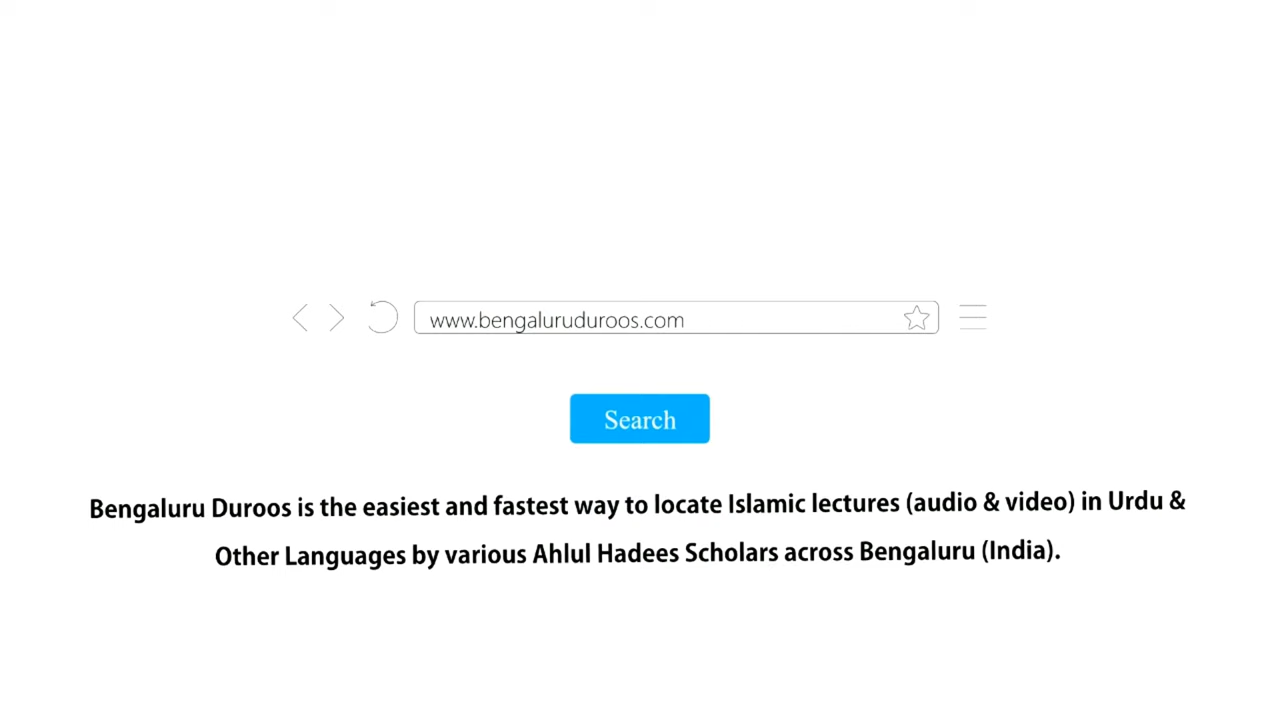 www.bengaluruduroos.com
Search
Bengaluru Duroos is the easiest and fastest way to locate Islamic lectures (audio & video) in Urdu &
Other Languages by various Ahlul Hadees Scholars across Bengaluru (India).